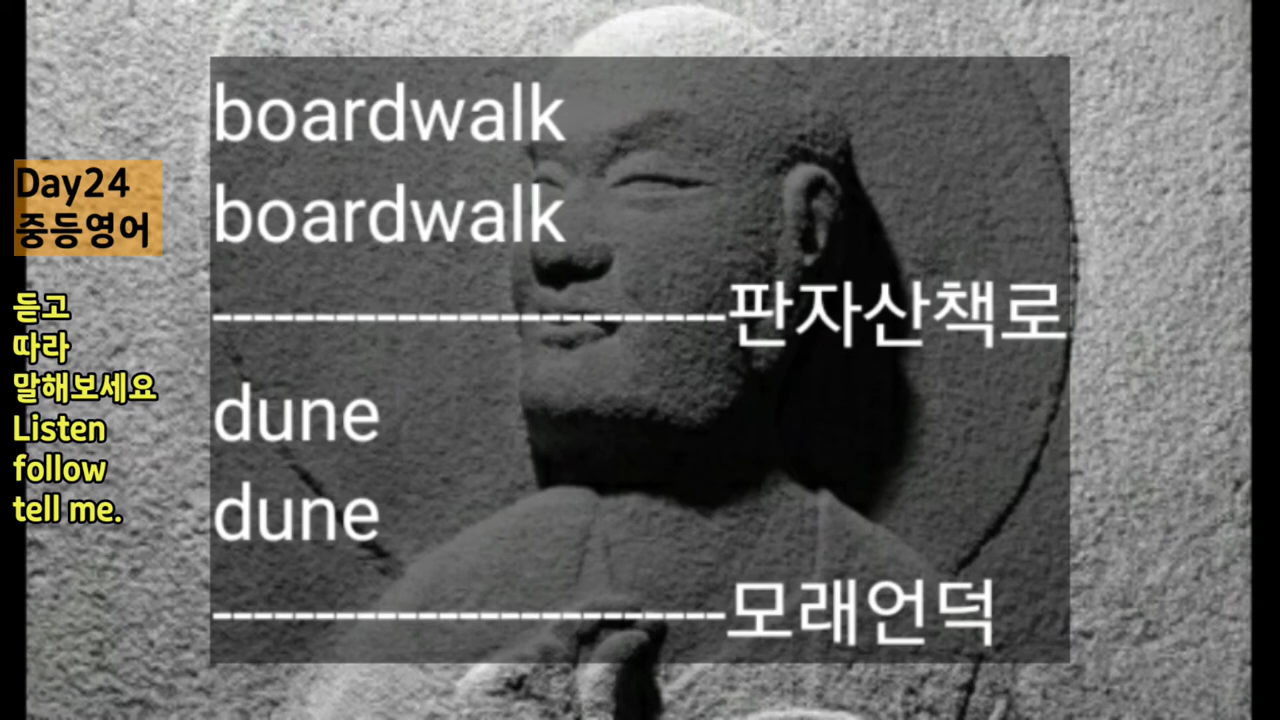 Day24
중등영어
듣고
따라
말해보세요
Listen
follow
tell me.
boardwalk
boardwalk
-------------------------판자산책로
dune
dune
-------------------------모래언덕